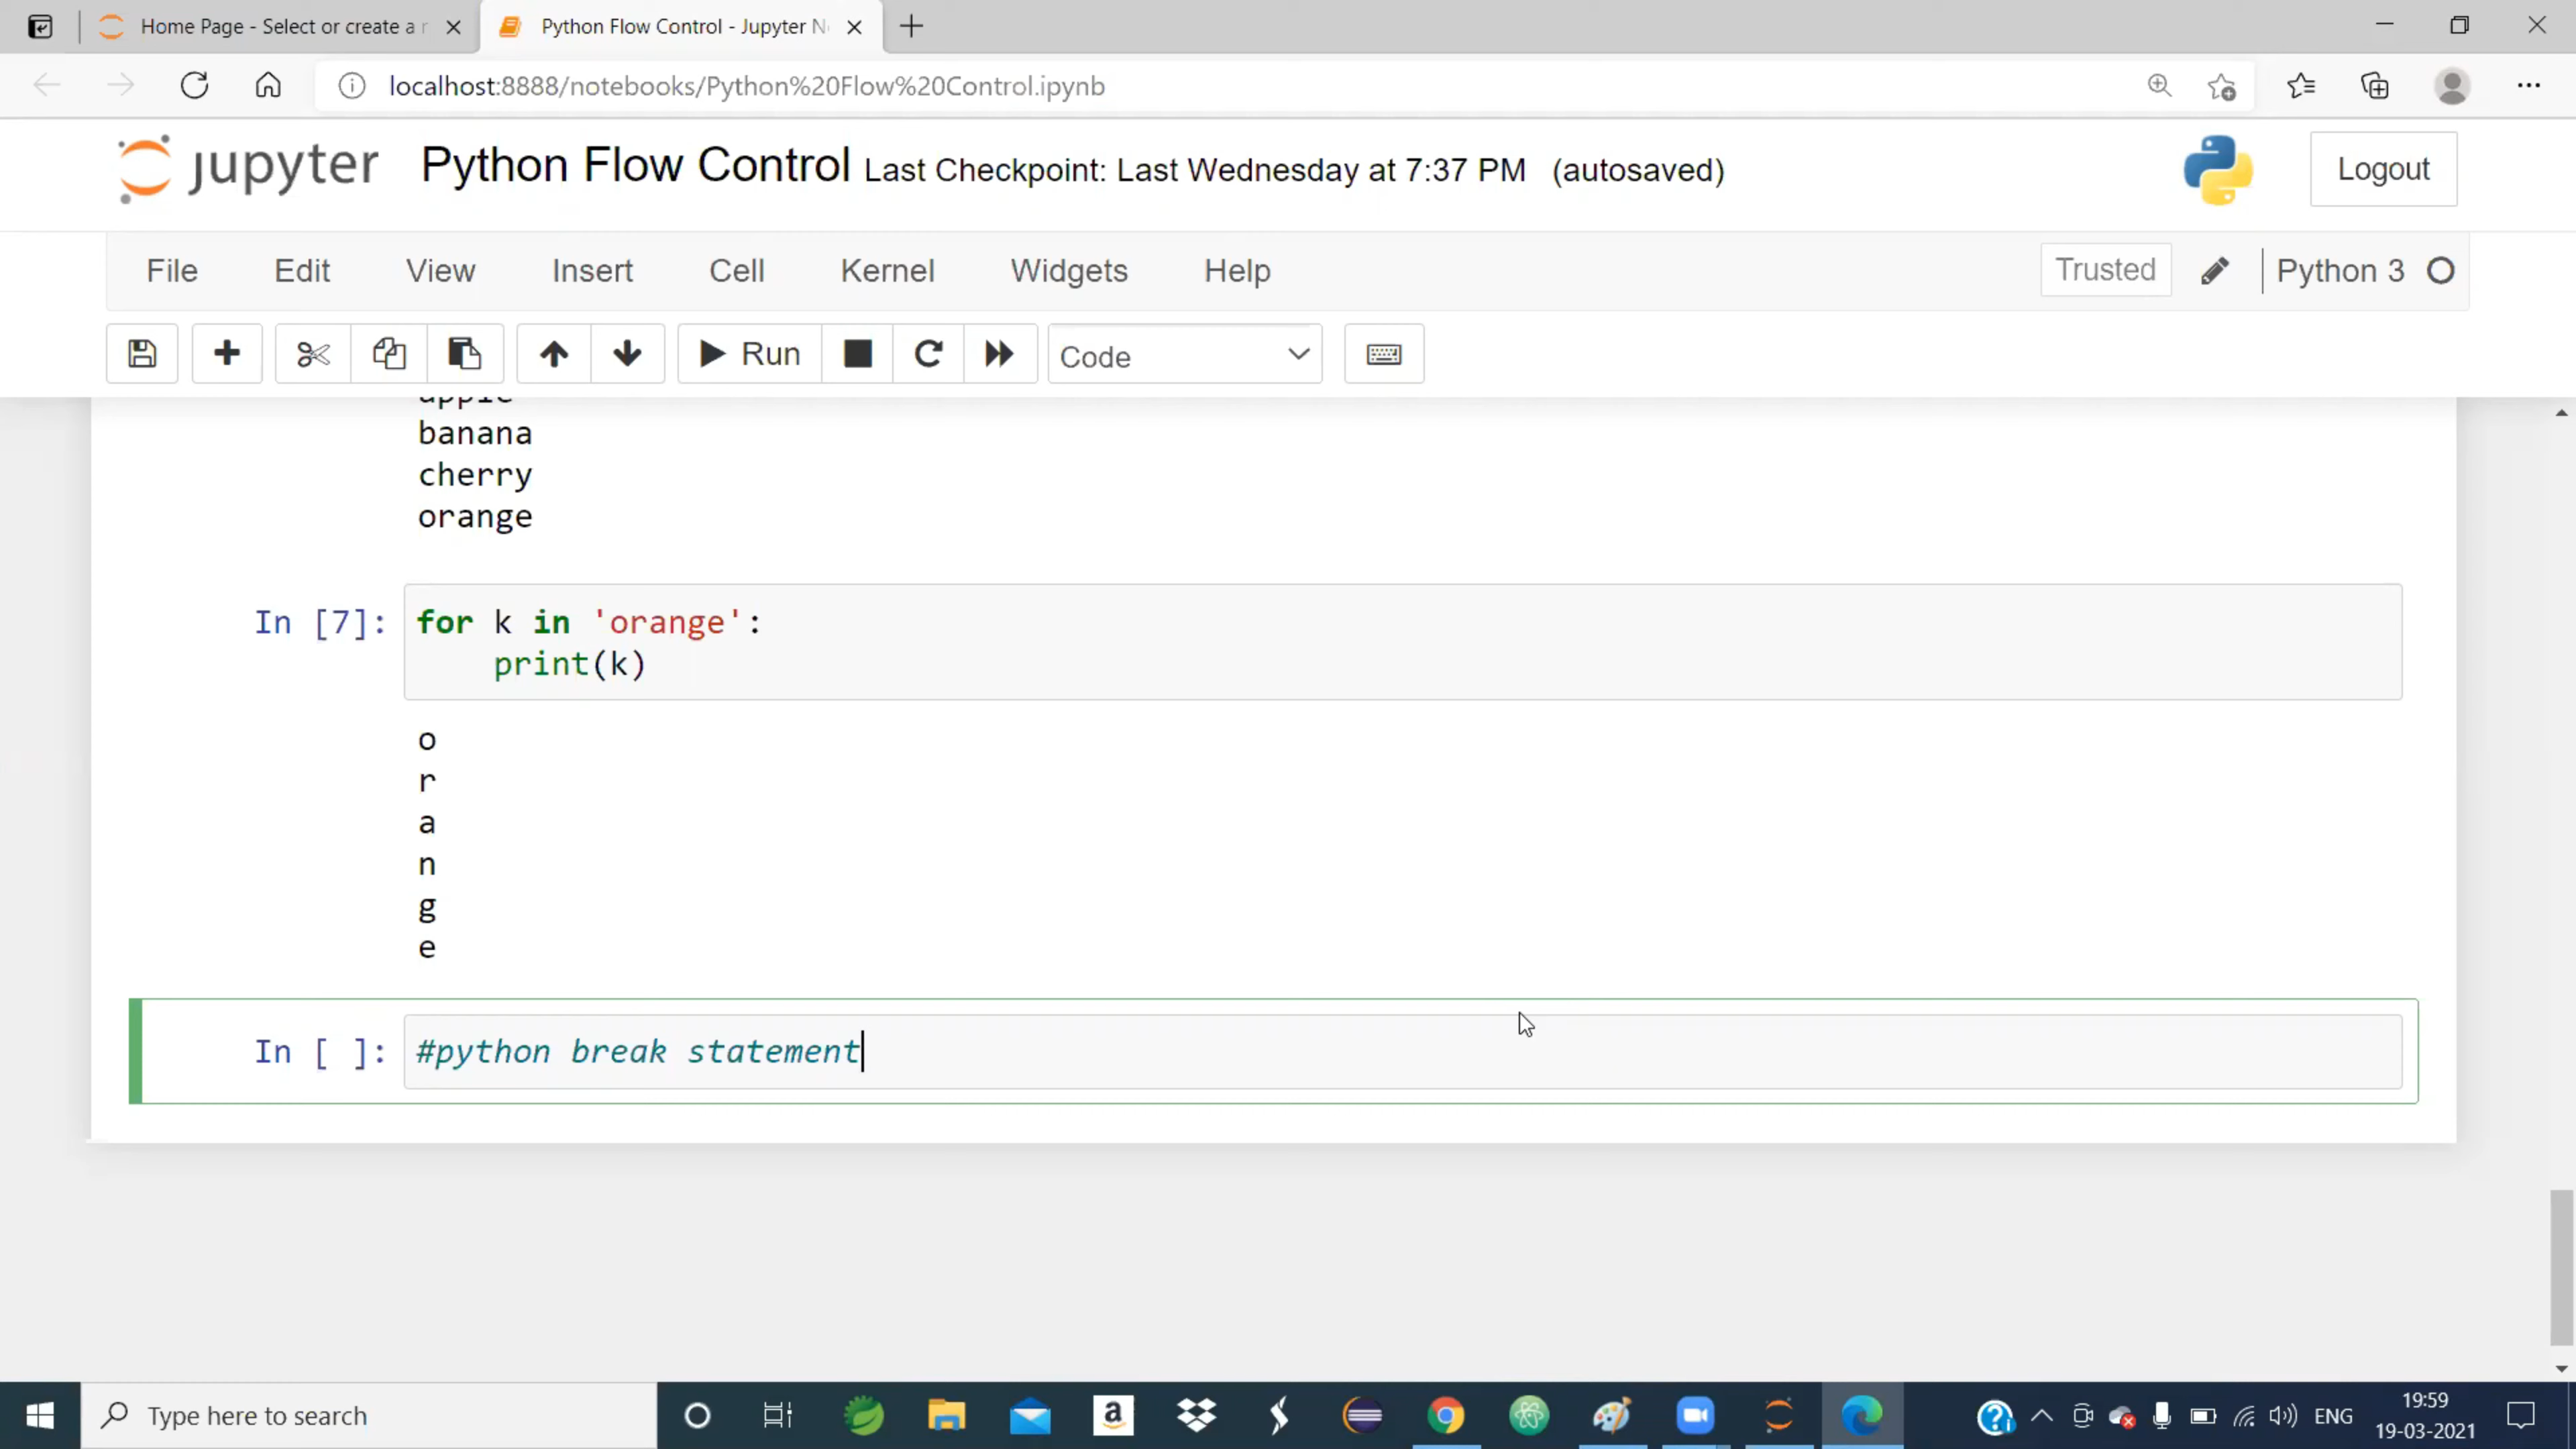 Home Page - Select or create a r
Python Flow Control - Jupyter N
localhost:8888/notebooks/Python%20Flow%20Control.ipynb
jupyter Python Flow Control Last Checkpoint: Last Wednesday at 7:37 PM (autosaved)
Logout
File Edit View Insert Cell Kernel Widgets Help
Trusted Python 3
Run Code
apple
banana
cherry
orange
In [7]: for k in 'orange':
print(k)
o
r
a
n
g
e
In [ ]: #python break statement
Type here to search
a
ENG
19:59
19-03-2021